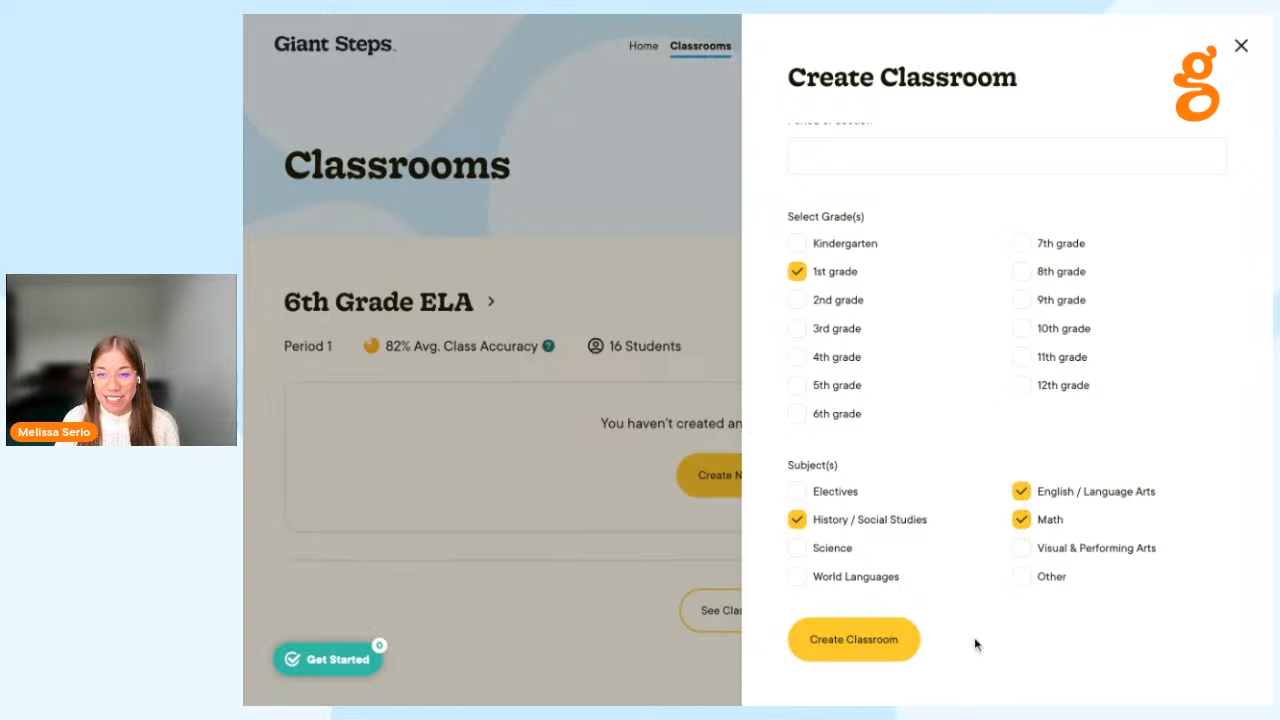 Giant Steps.
Home
Classrooms
Classrooms
6th Grade ELA
Period 1
82% Avg. Class Accuracy ?
16 Students
You haven't created an
Create N
See Clas
Get Started
0
Melissa Serio
Create Classroom
g
Select Grade(s)
Kindergarten
1st grade
2nd grade
3rd grade
4th grade
5th grade
6th grade
7th grade
8th grade
9th grade
10th grade
11th grade
12th grade
Subject(s)
Electives
History / Social Studies
Science
World Languages
English / Language Arts
Math
Visual & Performing Arts
Other
Create Classroom